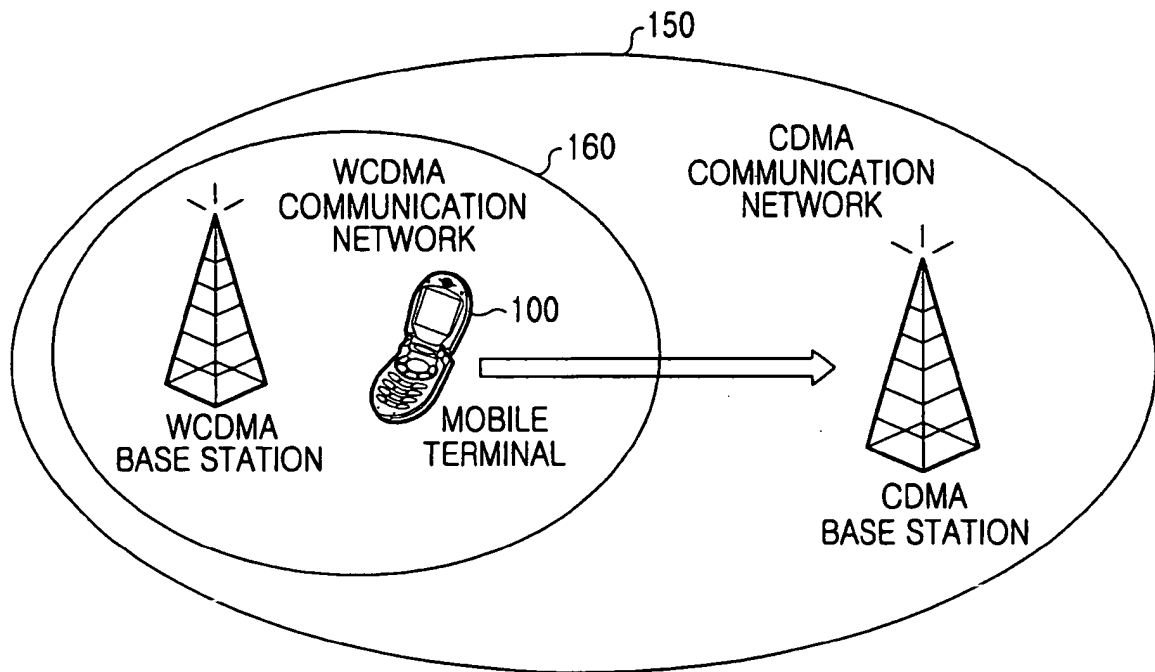 150
160
WCDMA
COMMUNICATION
NETWORK
CDMA
COMMUNICATION
NETWORK
100
WCDMA
BASE STATION
MOBILE
TERMINAL
CDMA
BASE STATION